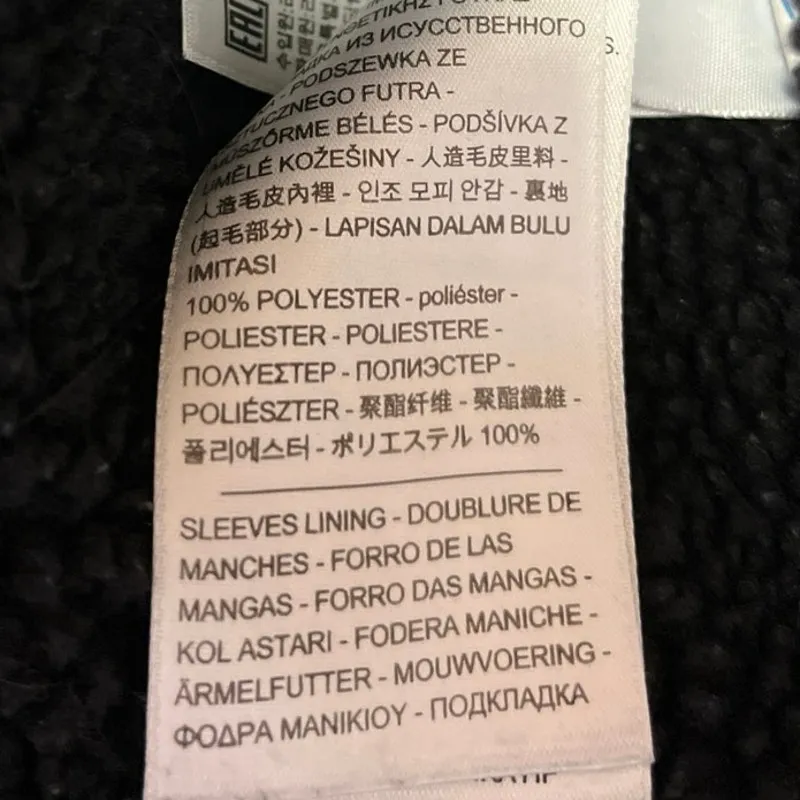 EAC
ДКА ИЗ ИСКУССТВЕННОГО
- PODSZEWKA ZE
SZTUCZNEGO FUTRA -
MŰSZŐRME BÉLÉS - PODŠÍVKA Z
UMĚLÉ KOŽEŠINY - 人造毛皮里料 -
人造毛皮內裡 - 인조 모피 안감 - 裏地
(起毛部分) - LAPISAN DALAM BULU
IMITASI
100% POLYESTER - poliéster -
POLIESTER - POLIESTERE -
ΠΟΛΥΕΣΤΕΡ - ПОЛИЭСТЕР -
POLIÉSZTER - 聚酯纤维 - 聚酯纖維 -
폴리에스터 - ポリエステル 100%
SLEEVES LINING - DOUBLURE DE
MANCHES - FORRO DE LAS
MANGAS - FORRO DAS MANGAS -
KOL ASTARI - FODERA MANICHE -
ÄRMELFUTTER - MOUWVOERING -
ΦΟΔΡΑ ΜΑΝΙΚΙΟΥ - ПОДКЛАДКА